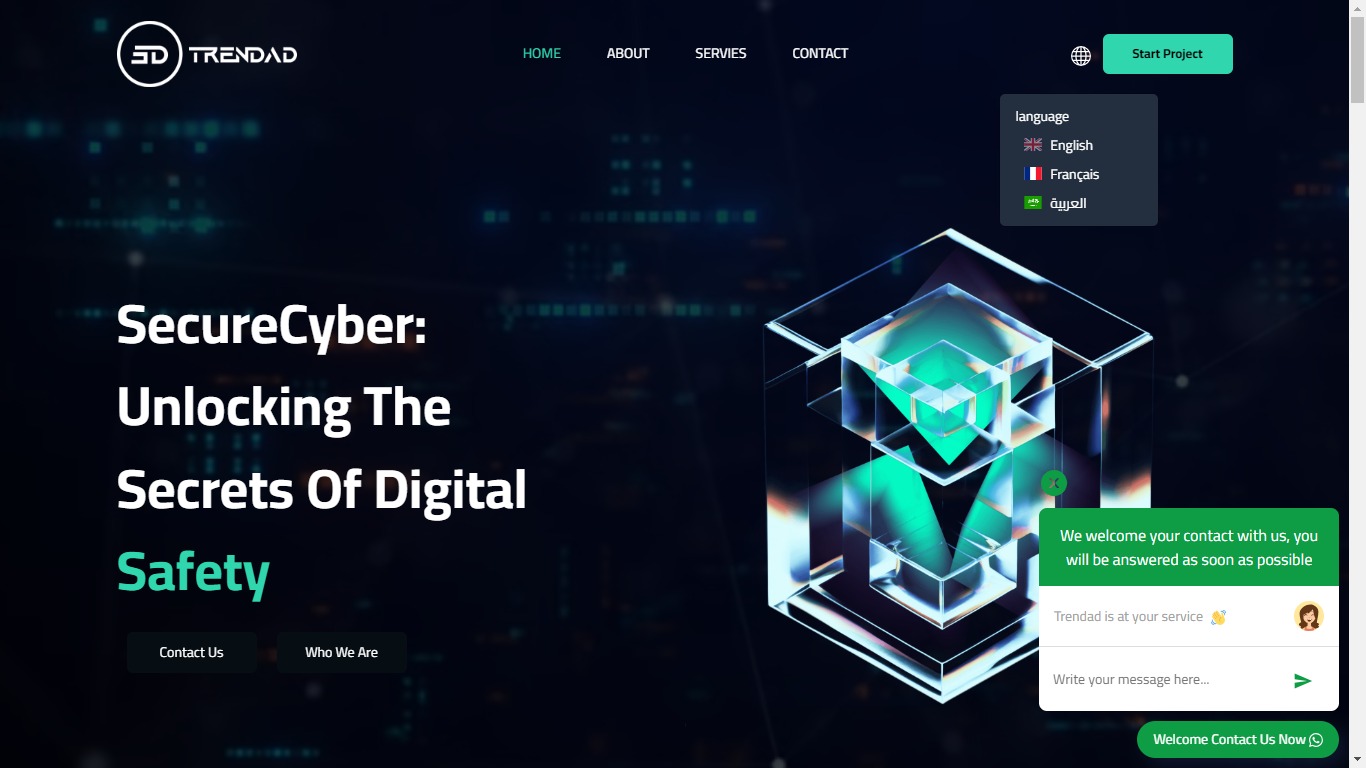 SD TRENDAD
HOME
ABOUT
SERVIES
CONTACT
Start Project
language
English
Français
العربية
SecureCyber:
Unlocking The
Secrets Of Digital
Safety
Contact Us
Who We Are
We welcome your contact with us, you
will be answered as soon as possible
Trendad is at your service 👋
Write your message here...
Welcome Contact Us Now